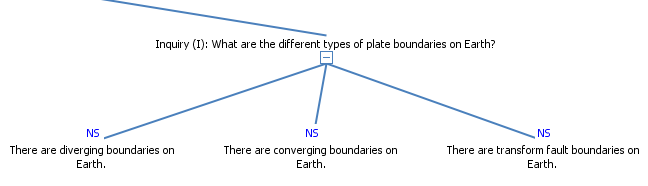 Inquiry (I): What are the different types of plate boundaries on Earth?
NS
There are diverging boundaries on
Earth.
NS
There are converging boundaries on
Earth.
NS
There are transform fault boundaries on
Earth.